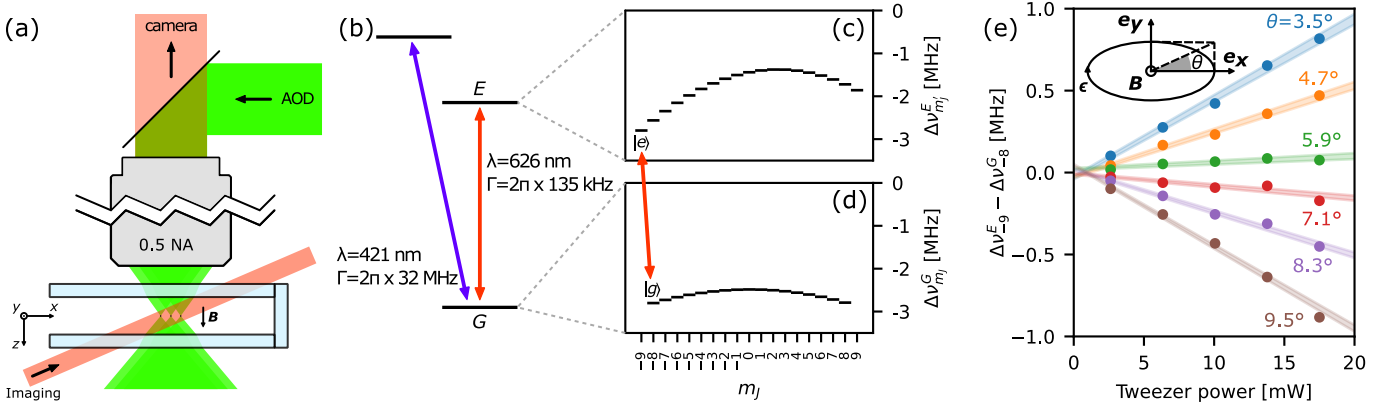 (a)
camera
AOD
0.5 NA
y
x
z
B
Imaging
(b)
E
λ=626 nm
Γ=2π x 135 kHz
λ=421 nm
Γ=2π x 32 MHz
G
(c)
|e⟩
0
-1
-2
-3
Δν^E_{m_J} [MHz]
(d)
|g⟩
0
-1
-2
-3
Δν^G_{m_J} [MHz]
-9 -8 -7 -6 -5 -4 -3 -2 -1 0 1 2 3 4 5 6 7 8 9
m_J
(e)
1.0
0.5
0.0
-0.5
-1.0
Δν^E_{-9} − Δν^G_{-8} [MHz]
e_y
e_x
θ
B
ϵ
θ=3.5°
4.7°
5.9°
7.1°
8.3°
9.5°
0 5 10 15 20
Tweezer power [mW]